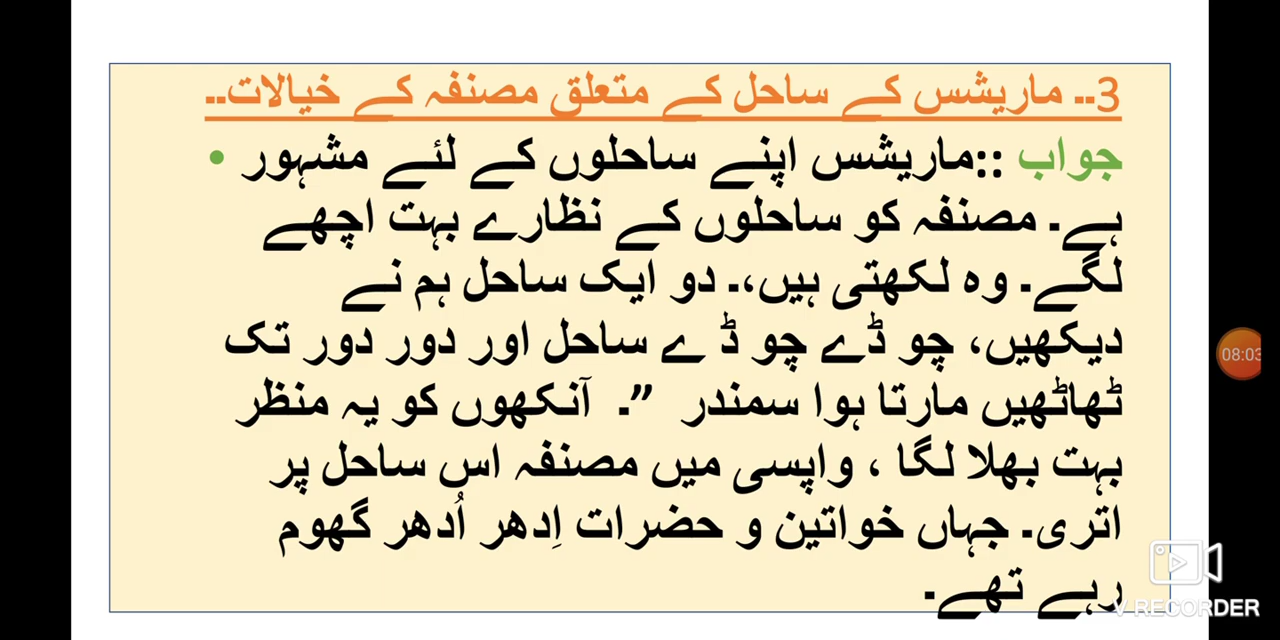 3۔۔ ماریشس کے ساحل کے متعلق مصنفہ کے خیالات۔۔
• جواب ::ماریشس اپنے ساحلوں کے لئے مشہور
ہے۔ مصنفہ کو ساحلوں کے نظارے بہت اچھے
لگے۔ وہ لکھتی ہیں،۔ دو ایک ساحل ہم نے
دیکھیں، چو ڈے چو ڈ ے ساحل اور دور دور تک
ٹھاٹھیں مارتا ہوا سمندر ”۔ آنکھوں کو یہ منظر
بہت بھلا لگا ، واپسی میں مصنفہ اس ساحل پر
اتری۔ جہاں خواتین و حضرات اِدھر اُدھر گھوم
رہے تھے۔
08:03
V RECORDER